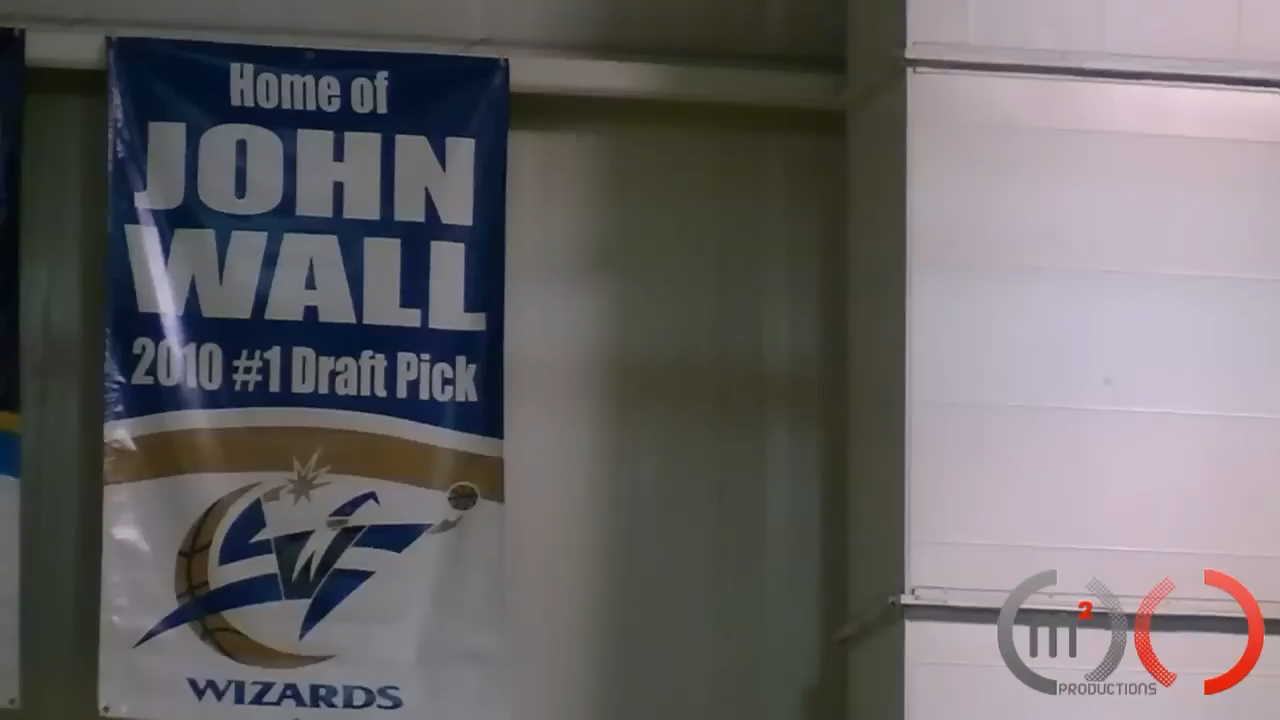 Home of
JOHN
WALL
2010 #1 Draft Pick
W
WIZARDS
m²
PRODUCTIONS